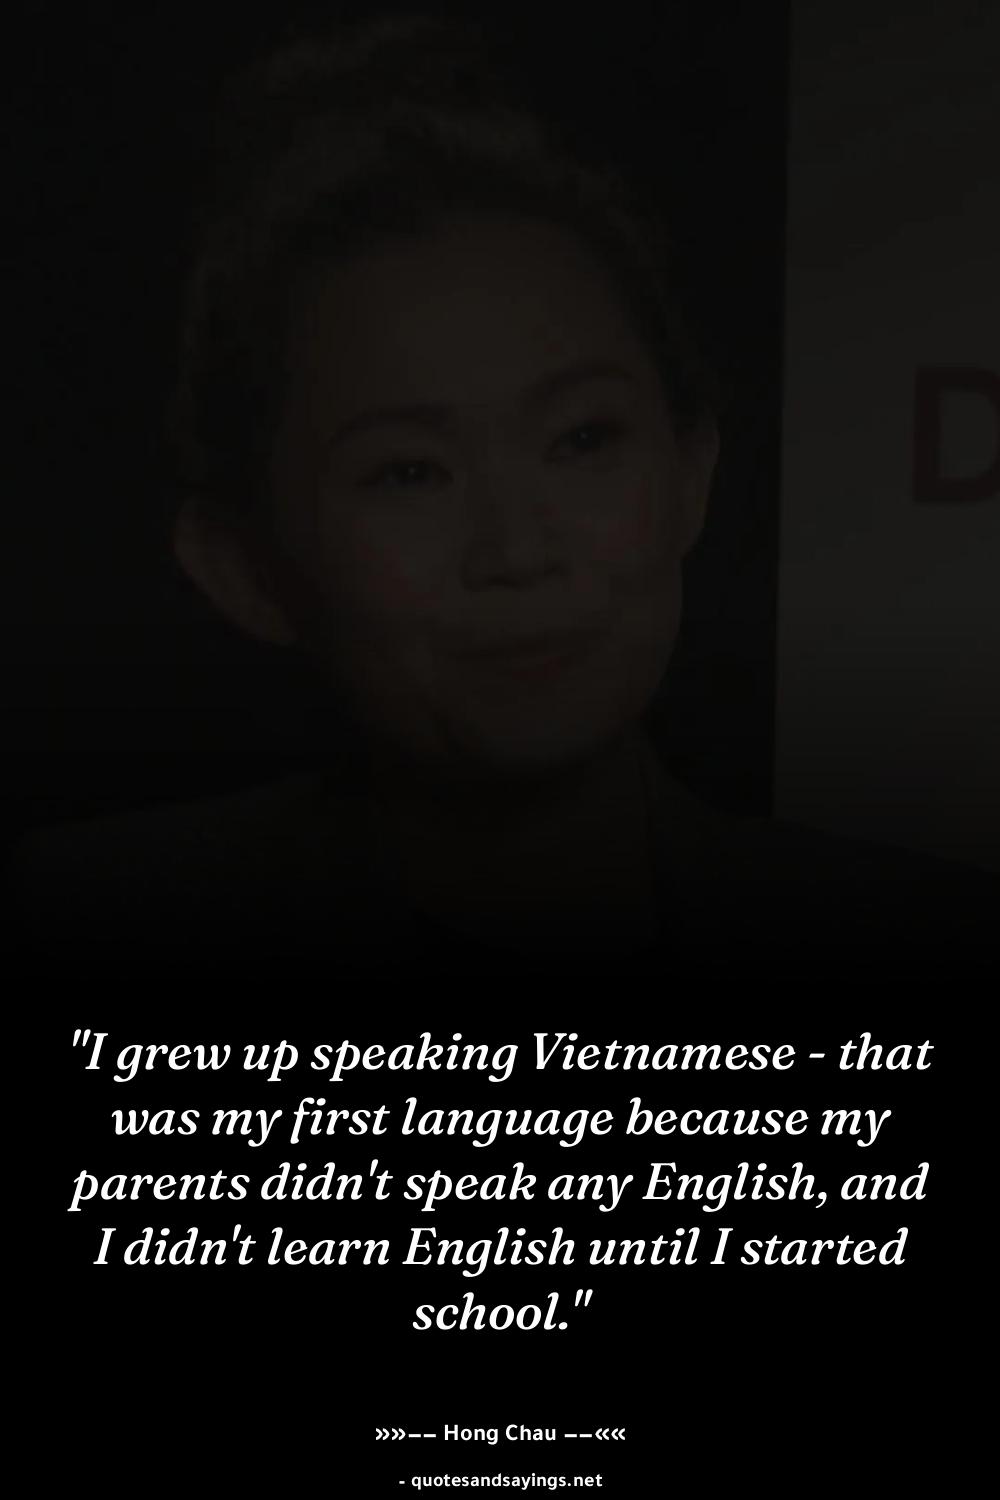 D
"I grew up speaking Vietnamese - that
was my first language because my
parents didn't speak any English, and
I didn't learn English until I started
school."
»»−− Hong Chau −−««
- quotesandsayings.net